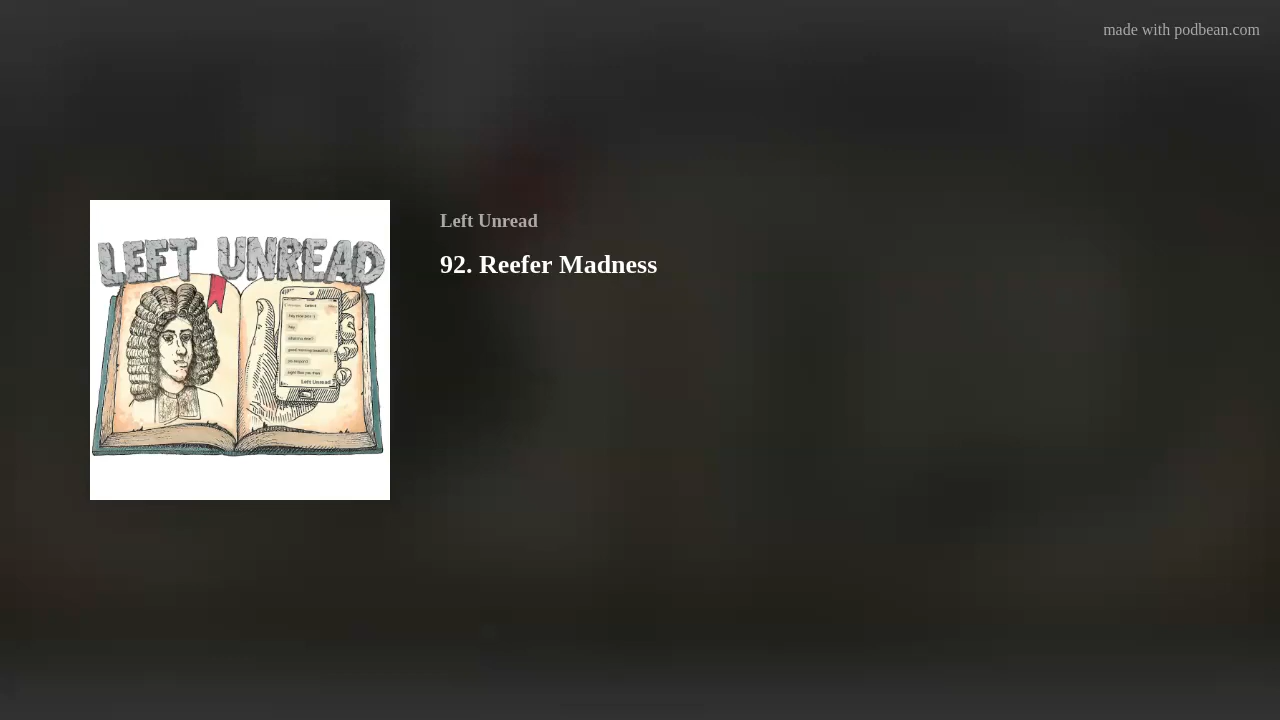 made with podbean.com
LEFT UNREAD
Left Unread
Left Unread
92. Reefer Madness